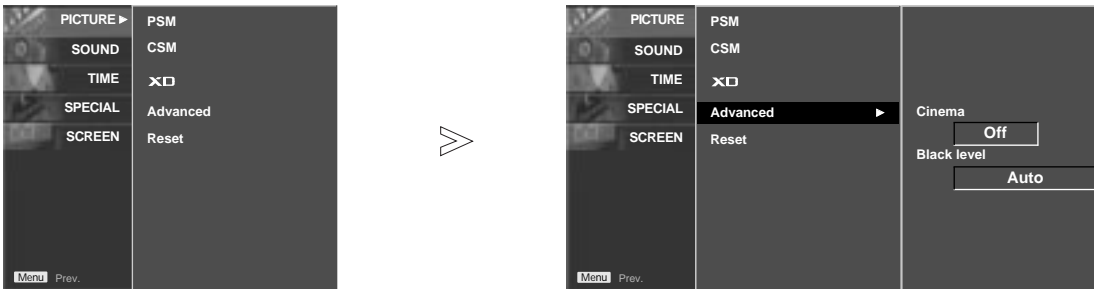 PICTURE ►
SOUND
TIME
SPECIAL
SCREEN
PSM
CSM
XD
Advanced
Reset
Menu Prev.
PICTURE
SOUND
TIME
SPECIAL
SCREEN
PSM
CSM
XD
Advanced ►
Reset
Cinema
Off
Black level
Auto
Menu Prev.